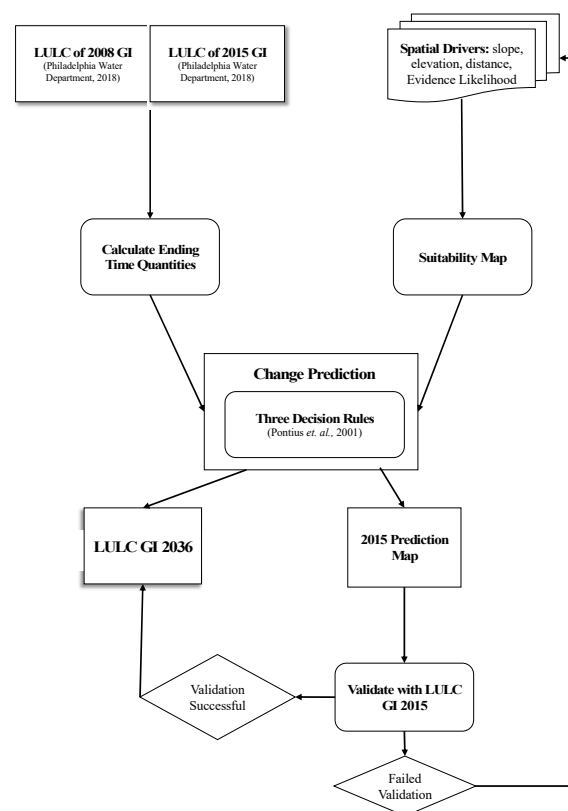 LULC of 2008 GI
(Philadelphia Water
Department, 2018)
LULC of 2015 GI
(Philadelphia Water
Department, 2018)
Spatial Drivers: slope,
elevation, distance,
Evidence Likelihood
Calculate Ending
Time Quantities
Suitability Map
Change Prediction
Three Decision Rules
(Pontius et. al., 2001)
LULC GI 2036
2015 Prediction
Map
Validation
Successful
Validate with LULC
GI 2015
Failed
Validation